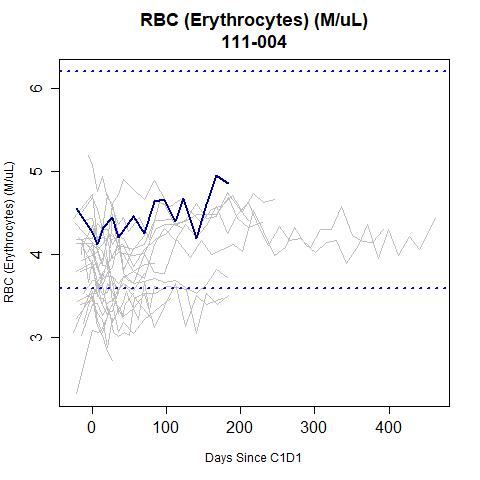 RBC (Erythrocytes) (M/uL)
111-004
RBC (Erythrocytes) (M/uL)
6
5
4
3
0 100 200 300 400
Days Since C1D1